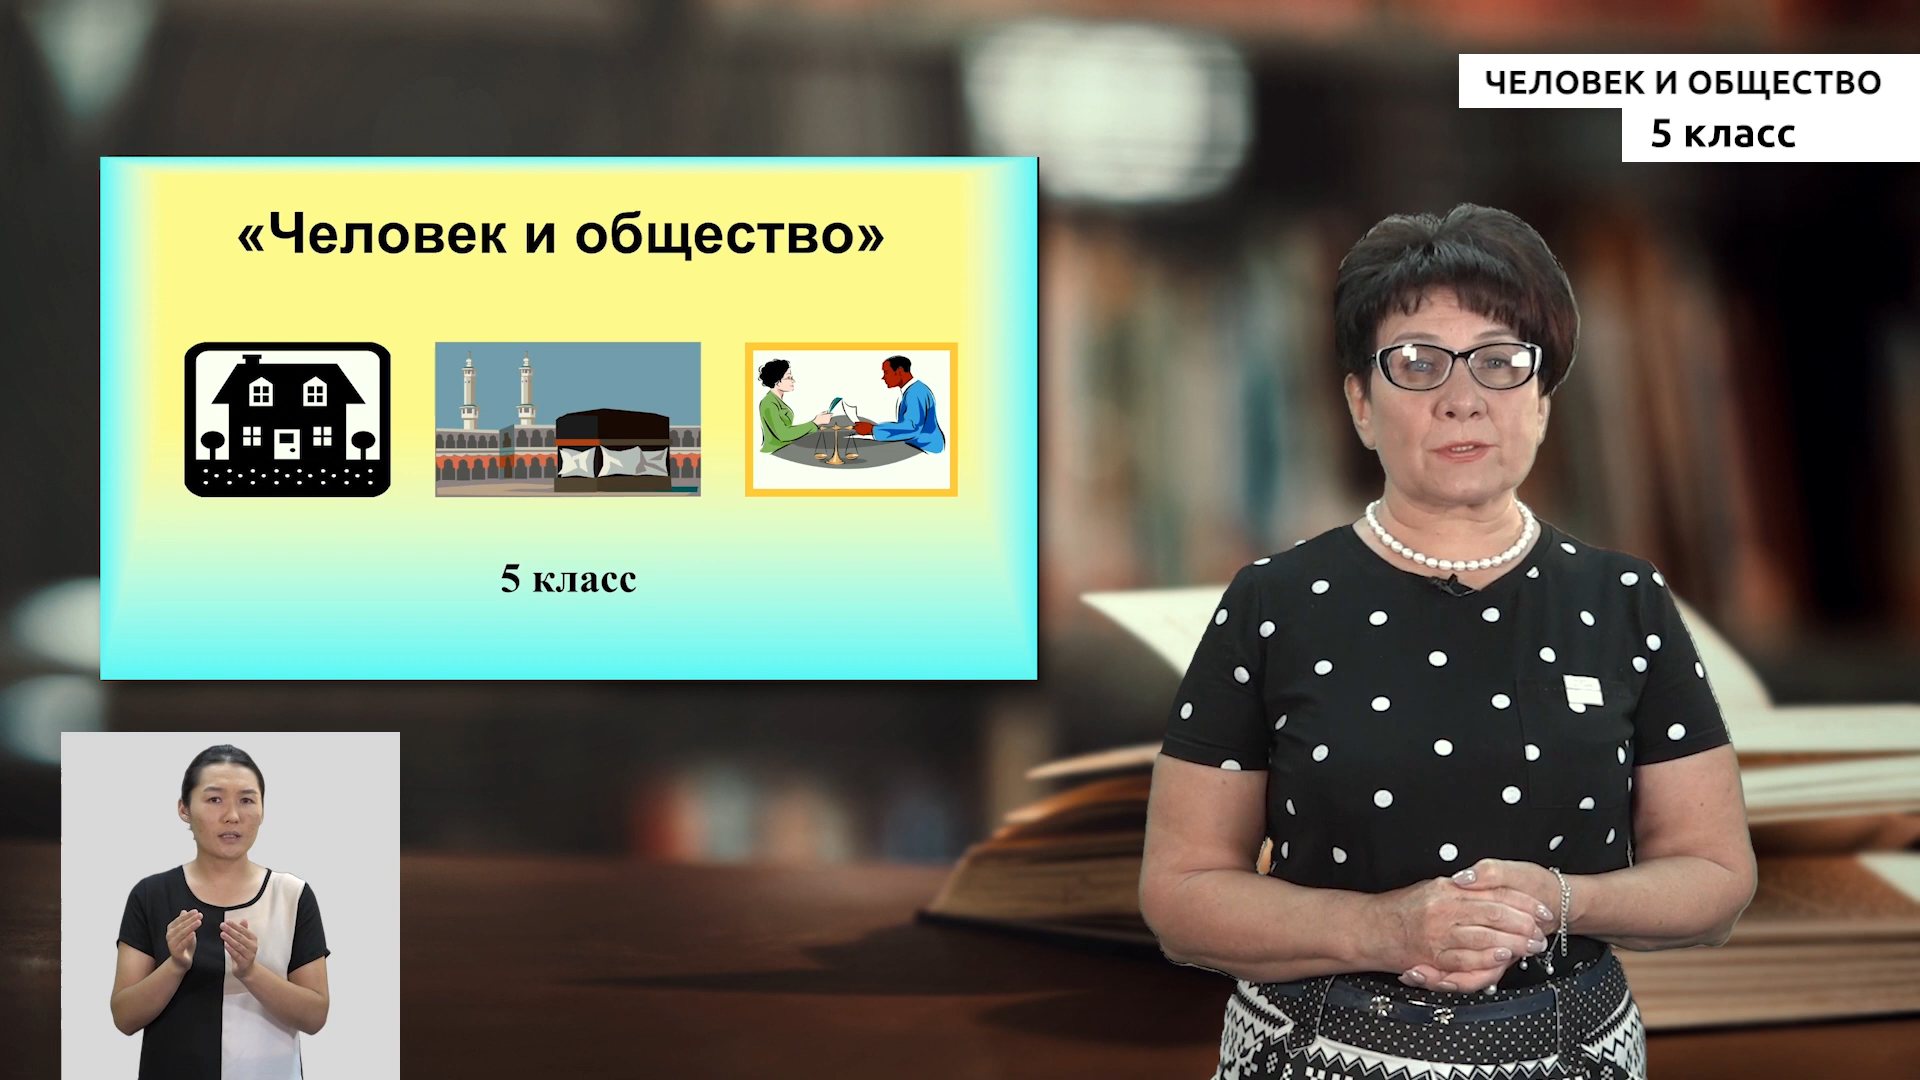 ЧЕЛОВЕК И ОБЩЕСТВО
5 класс
«Человек и общество»
5 класс